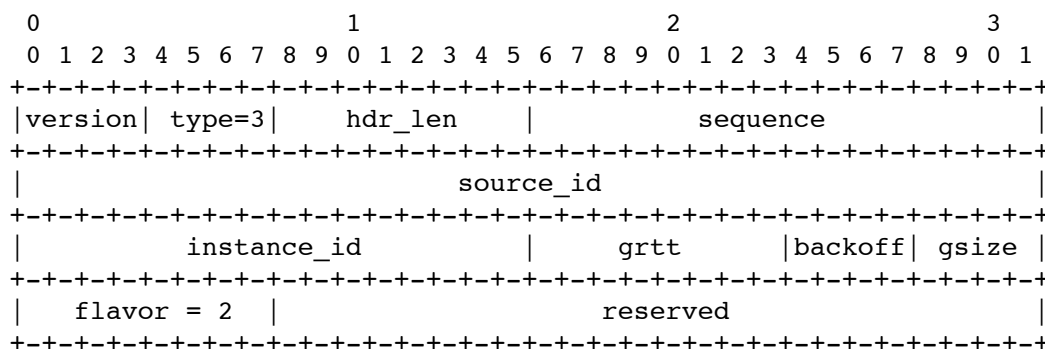 0                   1                   2                   3
 0 1 2 3 4 5 6 7 8 9 0 1 2 3 4 5 6 7 8 9 0 1 2 3 4 5 6 7 8 9 0 1
+-+-+-+-+-+-+-+-+-+-+-+-+-+-+-+-+-+-+-+-+-+-+-+-+-+-+-+-+-+-+-+-+
|version| type=3|    hdr_len    |          sequence             |
+-+-+-+-+-+-+-+-+-+-+-+-+-+-+-+-+-+-+-+-+-+-+-+-+-+-+-+-+-+-+-+-+
|                           source_id                           |
+-+-+-+-+-+-+-+-+-+-+-+-+-+-+-+-+-+-+-+-+-+-+-+-+-+-+-+-+-+-+-+-+
|          instance_id          |     grtt      |backoff| gsize |
+-+-+-+-+-+-+-+-+-+-+-+-+-+-+-+-+-+-+-+-+-+-+-+-+-+-+-+-+-+-+-+-+
|   flavor = 2  |                    reserved                   |
+-+-+-+-+-+-+-+-+-+-+-+-+-+-+-+-+-+-+-+-+-+-+-+-+-+-+-+-+-+-+-+-+